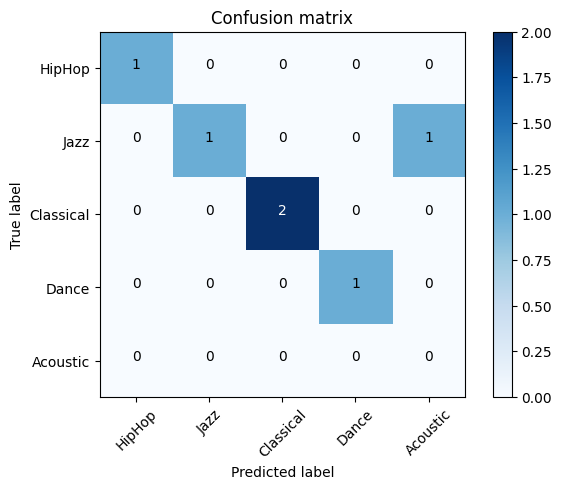 Confusion matrix
HipHop 1 0 0 0 0
Jazz 0 1 0 0 1
Classical 0 0 2 0 0
Dance 0 0 0 1 0
Acoustic 0 0 0 0 0
HipHop Jazz Classical Dance Acoustic
Predicted label
True label
2.00
1.75
1.50
1.25
1.00
0.75
0.50
0.25
0.00